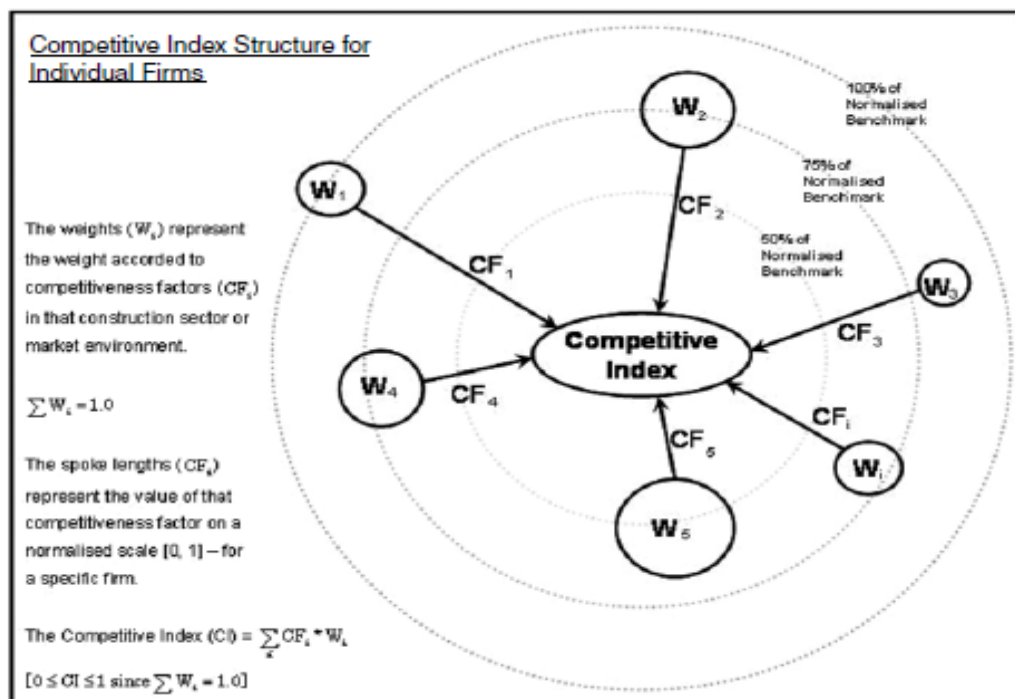 Competitive Index Structure for
Individual Firms
The weights (Wᵢ) represent
the weight accorded to
competitiveness factors (CFᵢ)
in that construction sector or
market environment.
∑ Wᵢ = 1.0
The spoke lengths (CFᵢ)
represent the value of that
competitiveness factor on a
normalised scale [0, 1] – for
a specific firm.
The Competitive Index (CI) = ∑ CFᵢ * Wᵢ
[0 ≤ CI ≤ 1 since ∑ Wᵢ = 1.0]
W₁
W₂
W₃
W₄
W₅
Wᵢ
CF₁
CF₂
CF₃
CF₄
CF₅
CFᵢ
Competitive
Index
100% of
Normalised
Benchmark
75% of
Normalised
Benchmark
50% of
Normalised
Benchmark